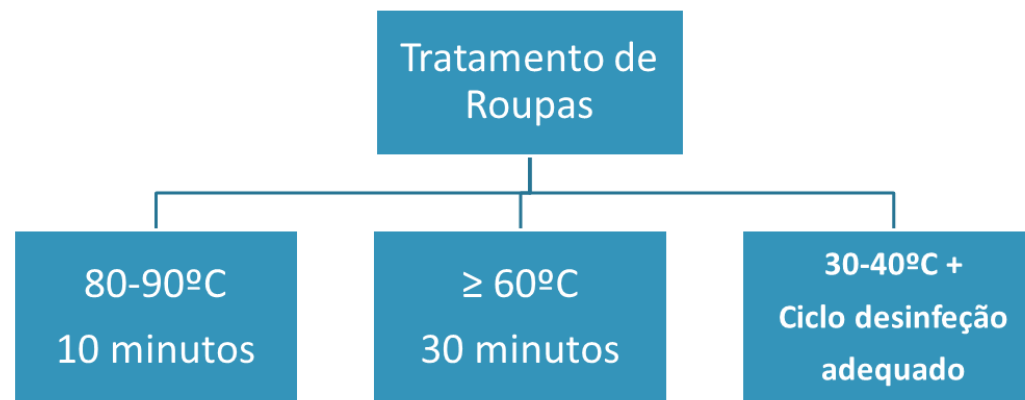 Tratamento de
Roupas
80-90ºC
10 minutos
≥ 60ºC
30 minutos
30-40ºC +
Ciclo desinfeção
adequado